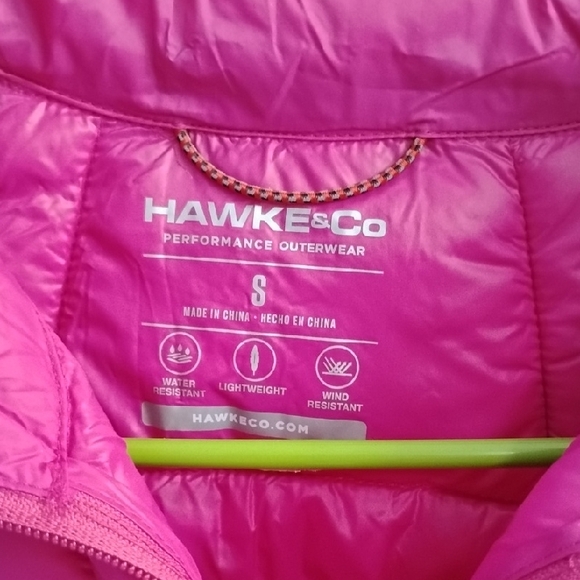 HAWKE&Co
PERFORMANCE OUTERWEAR
S
MADE IN CHINA • HECHO EN CHINA
WATER
RESISTANT
LIGHTWEIGHT
WIND
RESISTANT
HAWKECO.COM